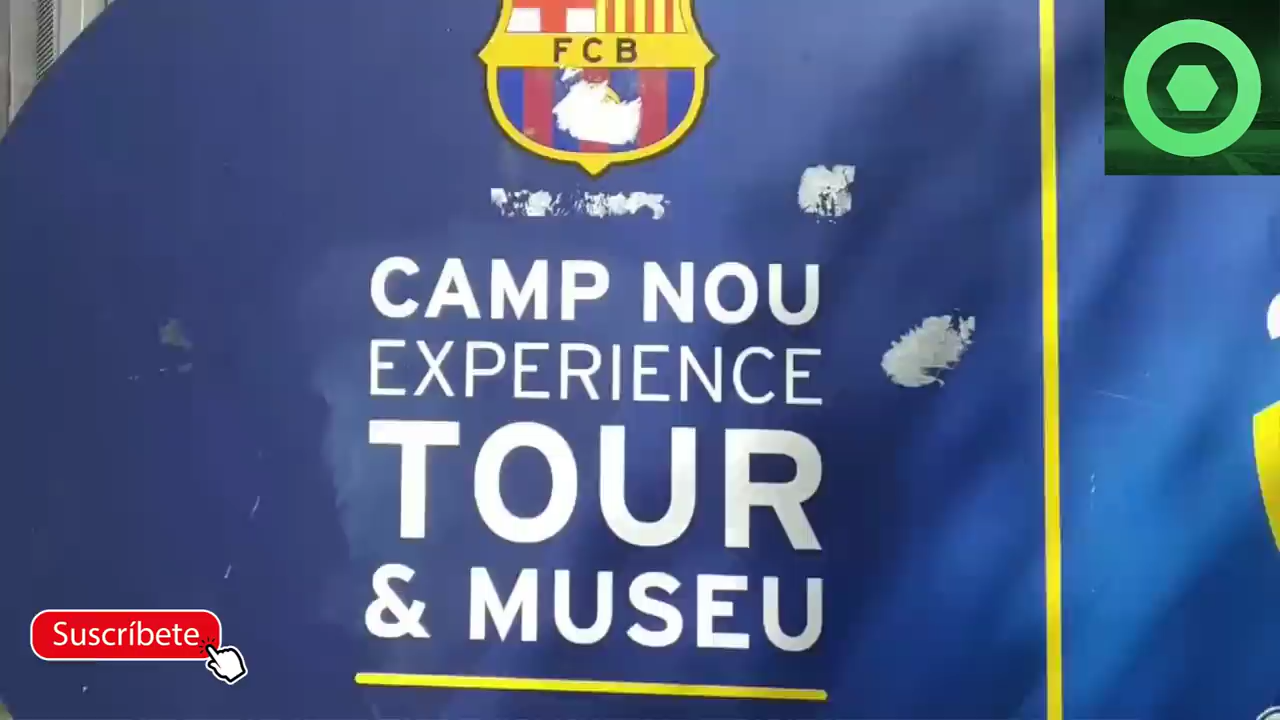 FCB
CAMP NOU
EXPERIENCE
TOUR
& MUSEU
Suscríbete